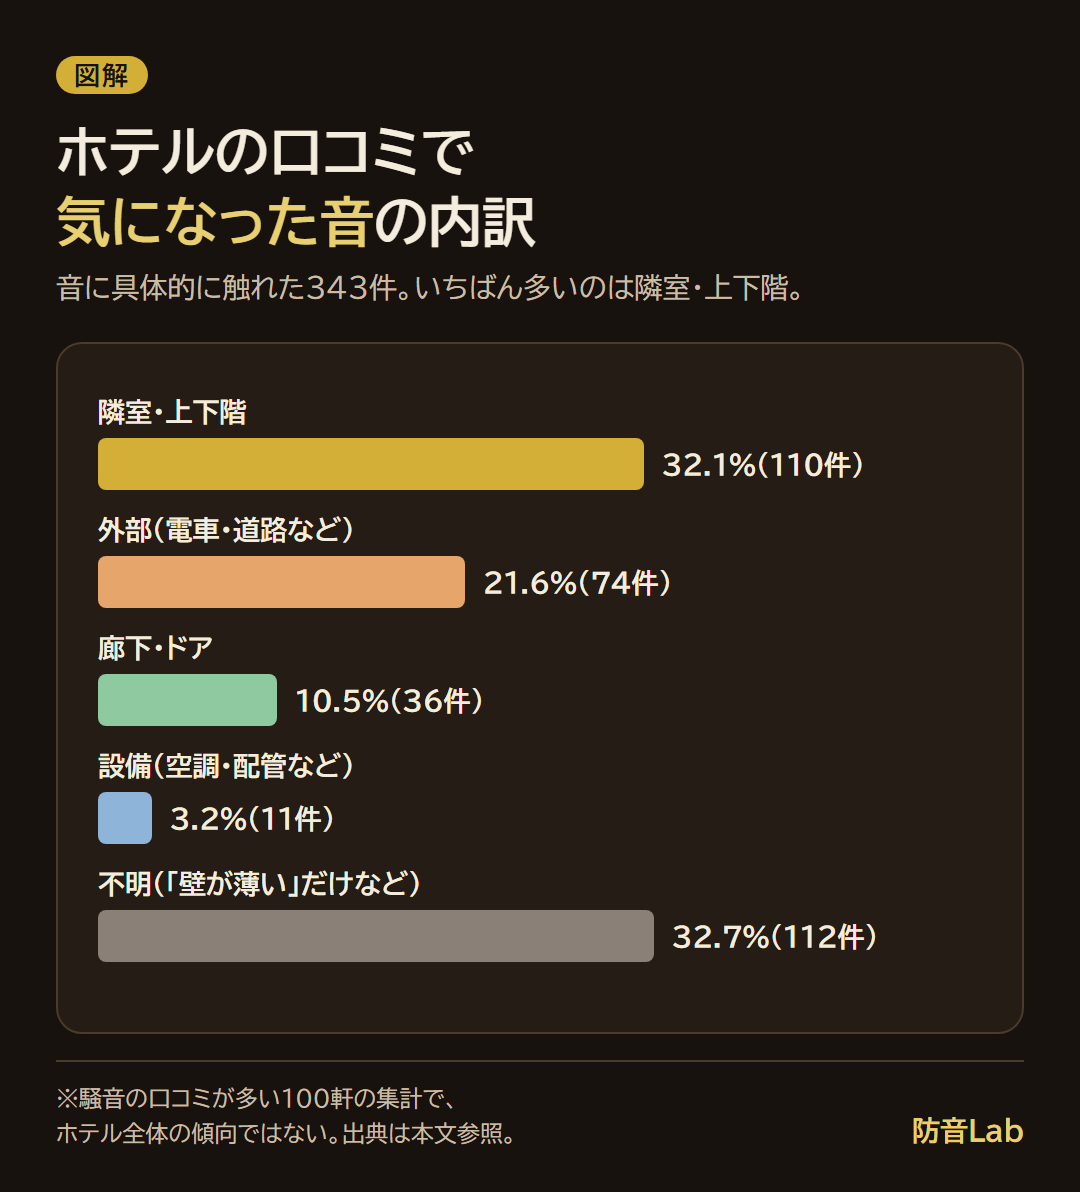 図解
ホテルの口コミで
気になった音の内訳
音に具体的に触れた343件。いちばん多いのは隣室・上下階。
隣室・上下階
32.1%(110件)
外部(電車・道路など)
21.6%(74件)
廊下・ドア
10.5%(36件)
設備(空調・配管など)
3.2%(11件)
不明(「壁が薄い」だけなど)
32.7%(112件)
※騒音の口コミが多い100軒の集計で、
ホテル全体の傾向ではない。出典は本文参照。
防音Lab